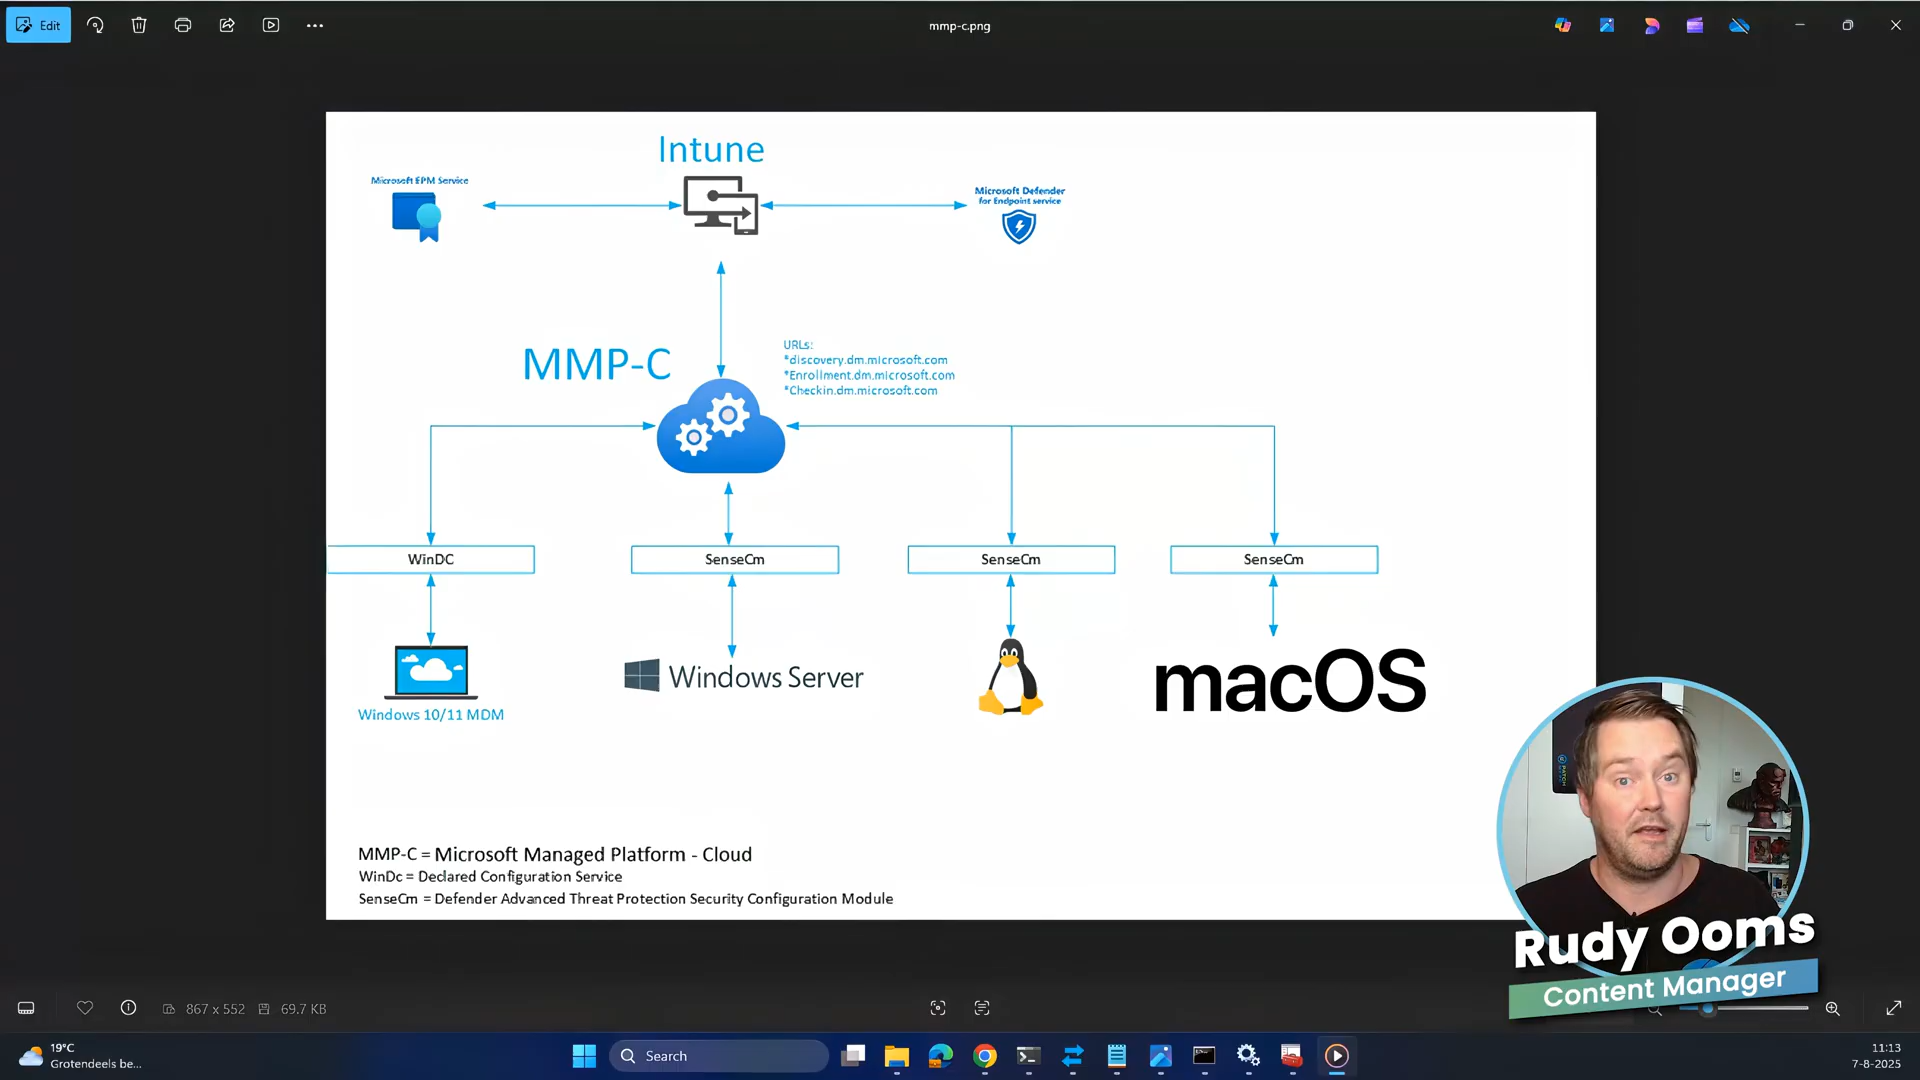 Edit
mmp-c.png
Intune
Microsoft EPM Service
Microsoft Defender
for Endpoint service
MMP-C
URLs:
*discovery.dm.microsoft.com
*Enrollment.dm.microsoft.com
*Checkin.dm.microsoft.com
WinDC
SenseCm
SenseCm
SenseCm
Windows 10/11 MDM
Windows Server
macOS
MMP-C = Microsoft Managed Platform - Cloud
WinDc = Declared Configuration Service
SenseCm = Defender Advanced Threat Protection Security Configuration Module
PATCH
Rudy Ooms
Content Manager
867 x 552
69.7 KB
19°C
Grotendeels be...
Search
11:13
7-8-2025